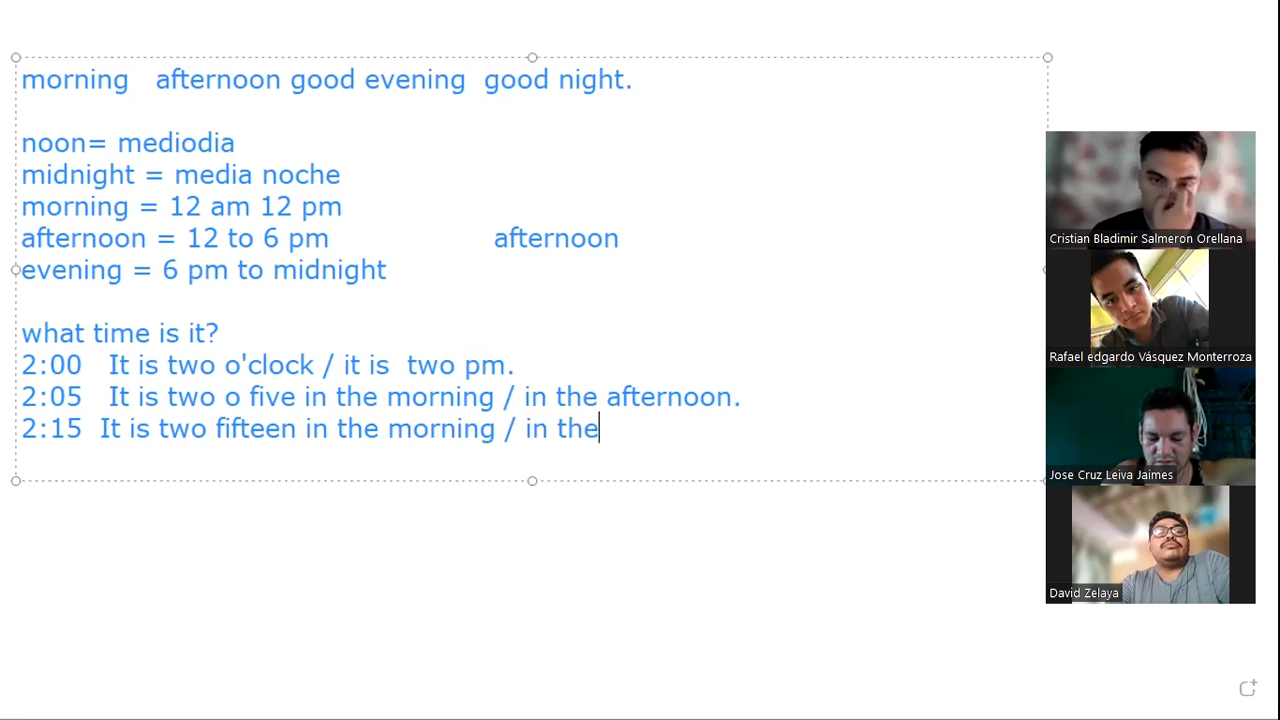 morning   afternoon good evening  good night.
noon= mediodia
midnight = media noche
morning = 12 am 12 pm
afternoon = 12 to 6 pm    afternoon
evening = 6 pm to midnight
what time is it?
2:00   It is two o'clock / it is  two pm.
2:05   It is two o five in the morning / in the afternoon.
2:15  It is two fifteen in the morning / in the
Cristian Bladimir Salmeron Orellana
Rafael edgardo Vásquez Monterroza
Jose Cruz Leiva Jaimes
David Zelaya